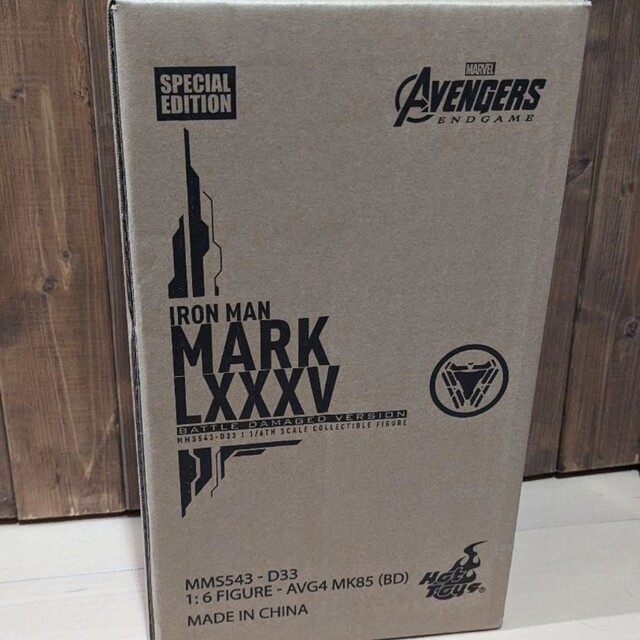 SPECIAL
EDITION
MARVEL
AVENGERS
ENDGAME
IRON MAN
MARK
LXXXV
BATTLE DAMAGED VERSION
MMS543-D33 | 1/6TH SCALE COLLECTIBLE FIGURE
MMS543 - D33
1: 6 FIGURE - AVG4 MK85 (BD)
MADE IN CHINA
HOT
TOYS®